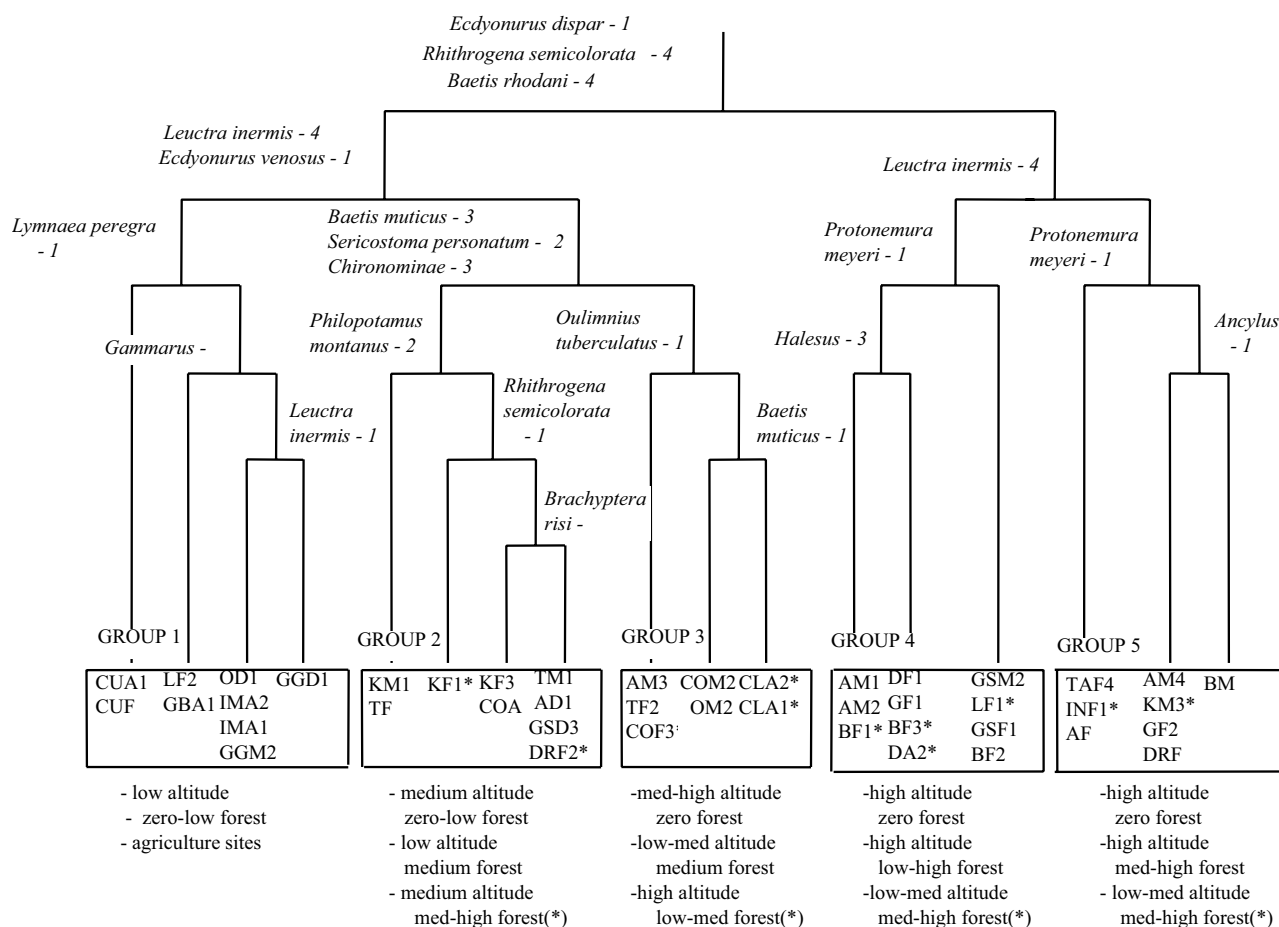 Ecdyonurus dispar - 1
Rhithrogena semicolorata - 4
Baetis rhodani - 4
Leuctra inermis - 4
Ecdyonurus venosus - 1
Leuctra inermis - 4
Lymnaea peregra
- 1
Baetis muticus - 3
Sericostoma personatum - 2
Chironominae - 3
Protonemura
meyeri - 1
Protonemura
meyeri - 1
Gammarus -
Philopotamus
montanus - 2
Oulimnius
tuberculatus - 1
Halesus - 3
Ancylus
- 1
Leuctra
inermis - 1
Rhithrogena
semicolorata
- 1
Baetis
muticus - 1
Brachyptera
risi -
GROUP 1
CUA1 LF2 OD1 GGD1
CUF GBA1 IMA2
IMA1
GGM2
- low altitude
- zero-low forest
- agriculture sites
GROUP 2
KM1 KF1* KF3 TM1
TF COA AD1
GSD3
DRF2*
- medium altitude
zero-low forest
- low altitude
medium forest
- medium altitude
med-high forest(*)
GROUP 3
AM3 COM2 CLA2*
TF2 OM2 CLA1*
COF3*
-med-high altitude
zero forest
-low-med altitude
medium forest
-high altitude
low-med forest(*)
GROUP 4
AM1 DF1 GSM2
AM2 GF1 LF1*
BF1* BF3* GSF1
DA2* BF2
-high altitude
zero forest
-high altitude
low-high forest
-low-med altitude
med-high forest(*)
GROUP 5
TAF4 AM4 BM
INF1* KM3*
AF GF2
DRF
-high altitude
zero forest
-high altitude
med-high forest
- low-med altitude
med-high forest(*)